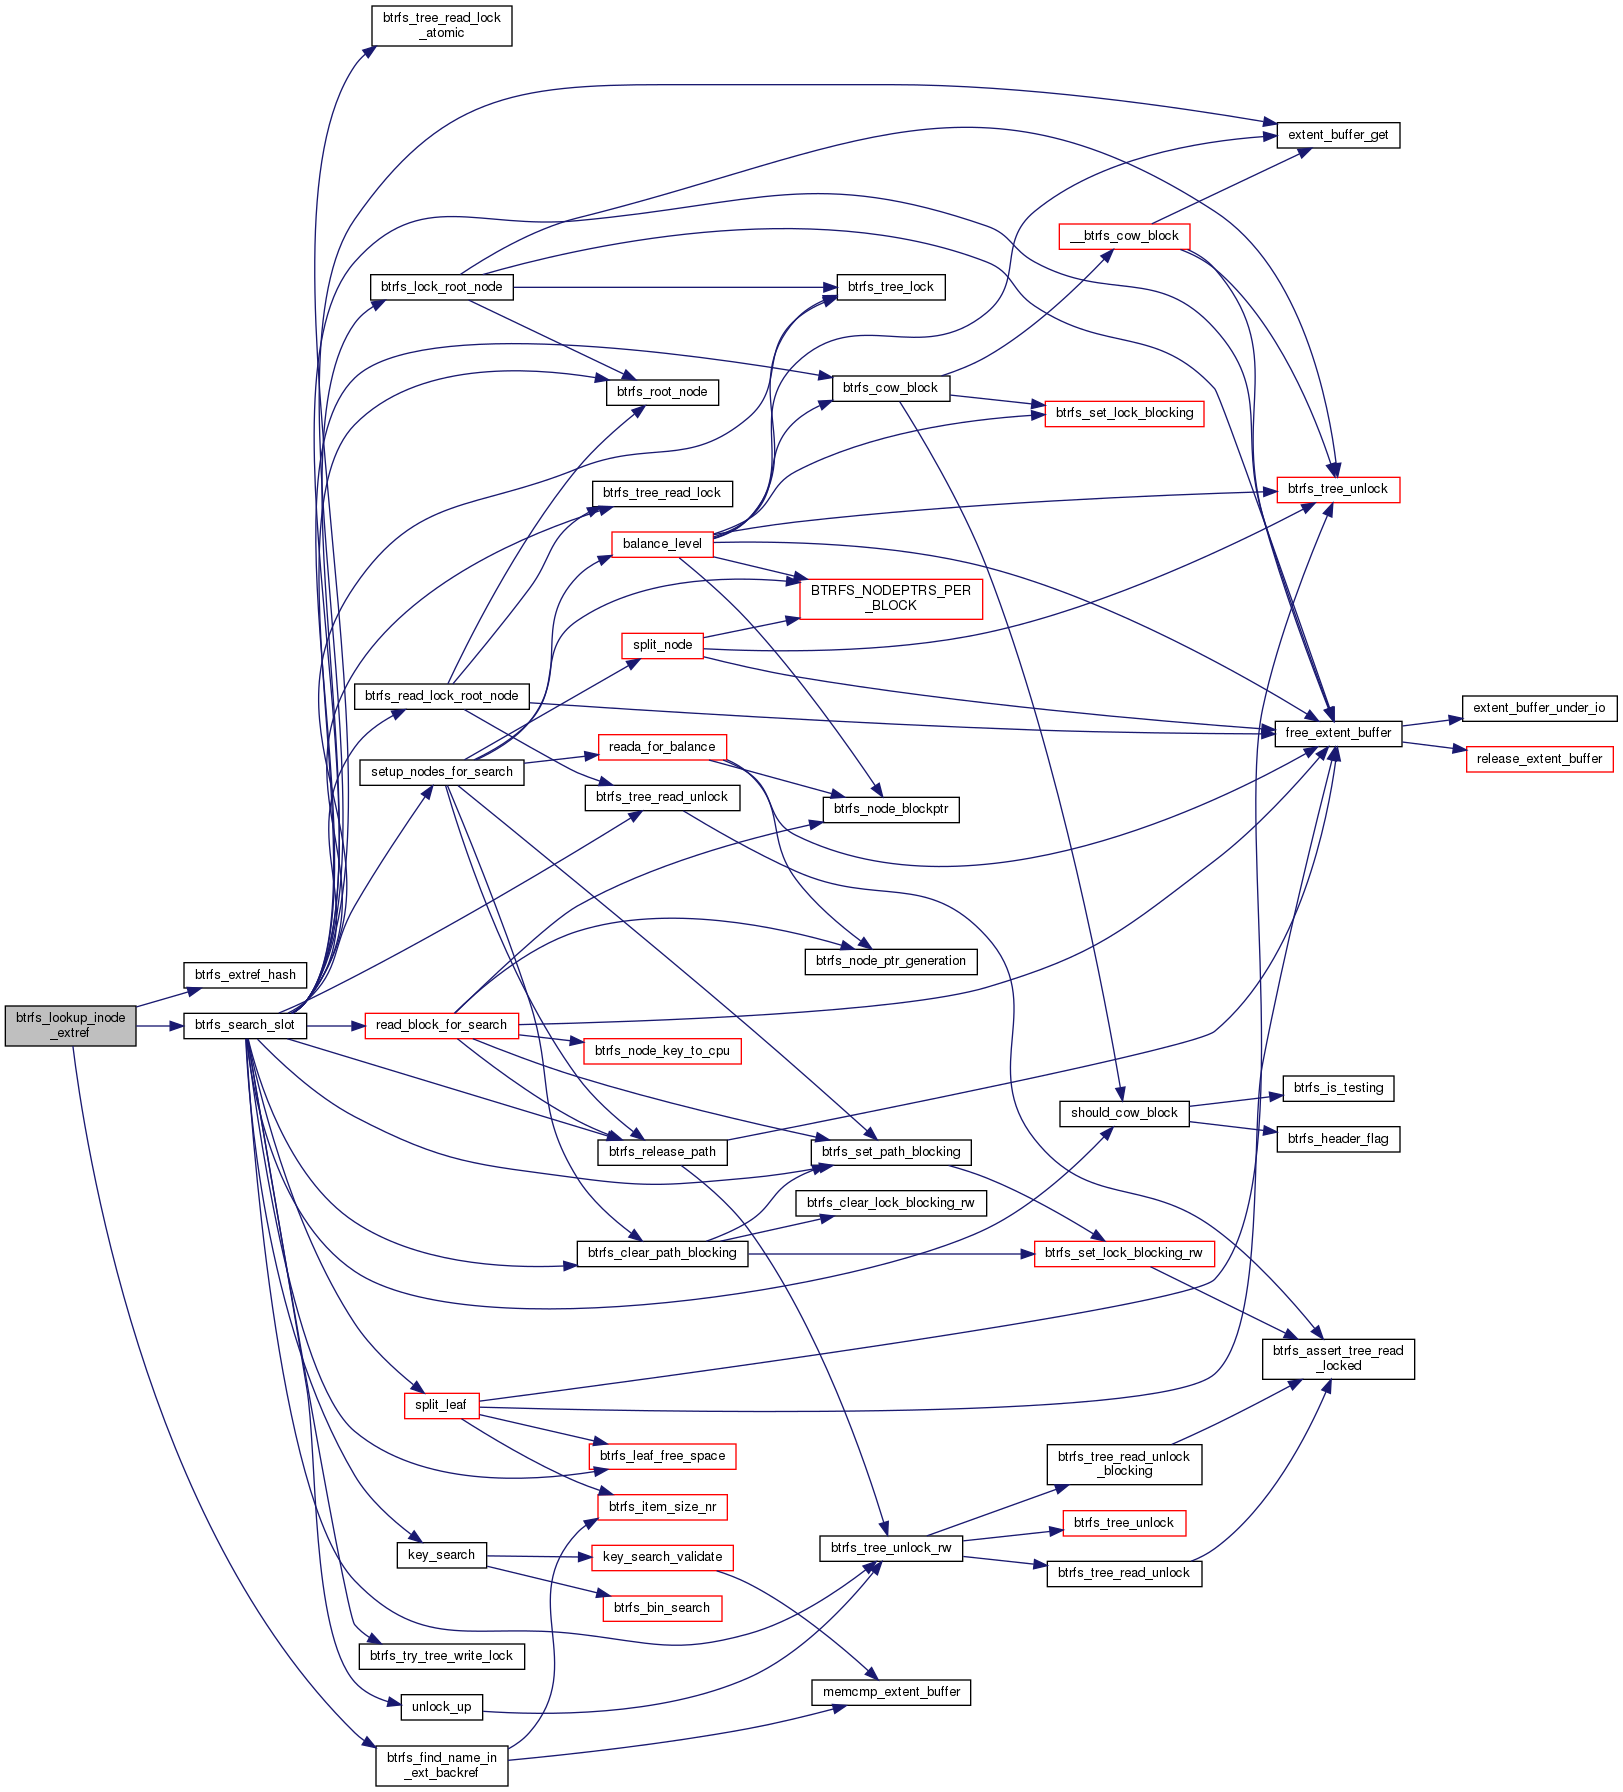 btrfs_tree_read_lock
_atomic
extent_buffer_get
__btrfs_cow_block
btrfs_lock_root_node
btrfs_tree_lock
btrfs_root_node
btrfs_cow_block
btrfs_set_lock_blocking
btrfs_tree_read_lock
btrfs_tree_unlock
balance_level
BTRFS_NODEPTRS_PER
_BLOCK
split_node
btrfs_read_lock_root_node
extent_buffer_under_io
free_extent_buffer
reada_for_balance
release_extent_buffer
setup_nodes_for_search
btrfs_tree_read_unlock
btrfs_node_blockptr
btrfs_node_ptr_generation
btrfs_extref_hash
btrfs_lookup_inode
_extref
btrfs_search_slot
read_block_for_search
btrfs_node_key_to_cpu
btrfs_is_testing
should_cow_block
btrfs_header_flag
btrfs_release_path
btrfs_set_path_blocking
btrfs_clear_lock_blocking_rw
btrfs_clear_path_blocking
btrfs_set_lock_blocking_rw
btrfs_assert_tree_read
_locked
split_leaf
btrfs_leaf_free_space
btrfs_tree_read_unlock
_blocking
btrfs_item_size_nr
btrfs_tree_unlock
btrfs_tree_unlock_rw
key_search
key_search_validate
btrfs_tree_read_unlock
btrfs_bin_search
btrfs_try_tree_write_lock
memcmp_extent_buffer
unlock_up
btrfs_find_name_in
_ext_backref